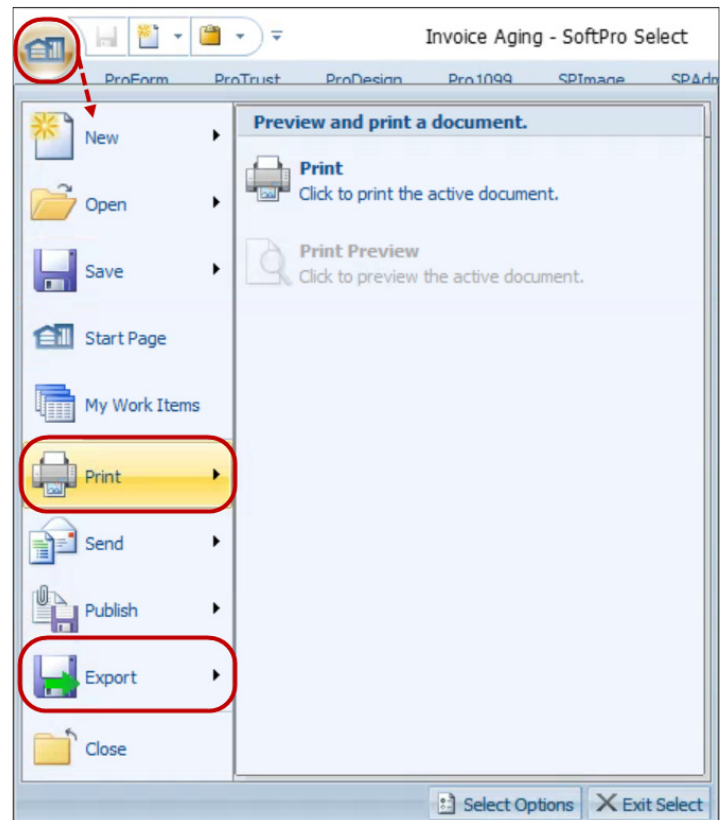 Invoice Aging - SoftPro Select
ProForm ProTrust ProDesign Pro1099 SPImage
New
Open
Save
Start Page
My Work Items
Print
Send
Publish
Export
Close
Preview and print a document.
Print
Click to print the active document.
Print Preview
Click to preview the active document.
Select Options Exit Select